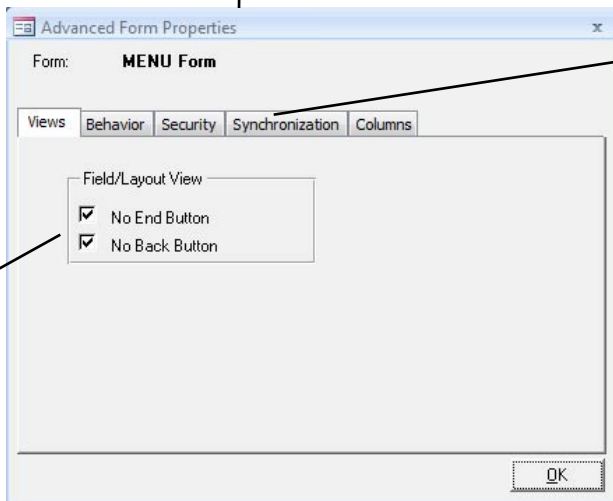 Advanced Form Properties
Form: MENU Form
Views Behavior Security Synchronization Columns
Field/Layout View
No End Button
No Back Button
OK